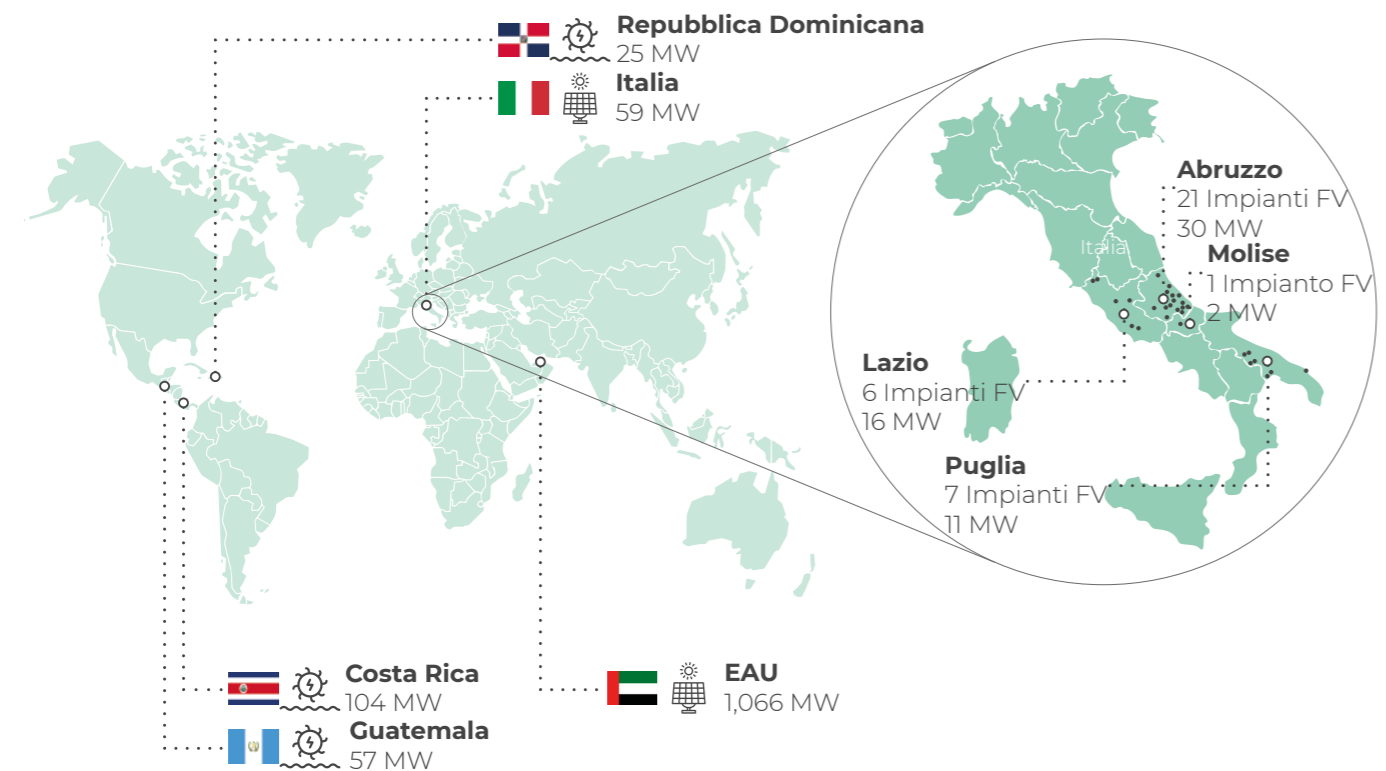 Repubblica Dominicana
25 MW
Italia
59 MW
Abruzzo
21 Impianti FV
30 MW
Italia
Molise
1 Impianto FV
2 MW
Lazio
6 Impianti FV
16 MW
Puglia
7 Impianti FV
11 MW
Costa Rica
104 MW
Guatemala
57 MW
EAU
1,066 MW